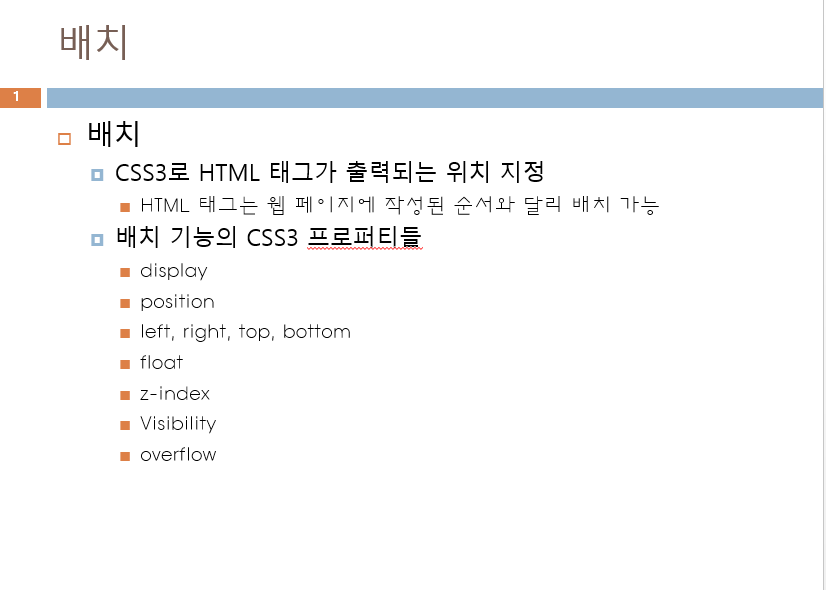 배치
1
배치
CSS3로 HTML 태그가 출력되는 위치 지정
HTML 태그는 웹 페이지에 작성된 순서와 달리 배치 가능
배치 기능의 CSS3 프로퍼티들
display
position
left, right, top, bottom
float
z-index
Visibility
overflow